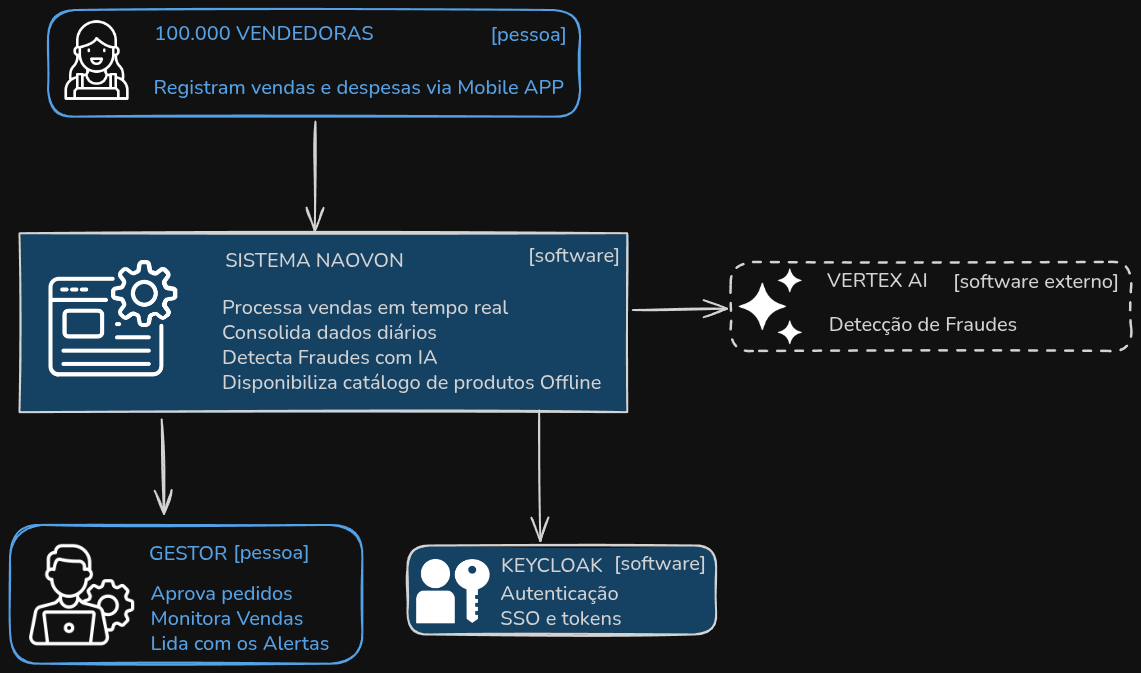 100.000 VENDEDORAS [pessoa]
Registram vendas e despesas via Mobile APP
SISTEMA NAOVON [software]
Processa vendas em tempo real
Consolida dados diários
Detecta Fraudes com IA
Disponibiliza catálogo de produtos Offline
VERTEX AI [software externo]
Detecção de Fraudes
GESTOR [pessoa]
Aprova pedidos
Monitora Vendas
Lida com os Alertas
KEYCLOAK [software]
Autenticação
SSO e tokens